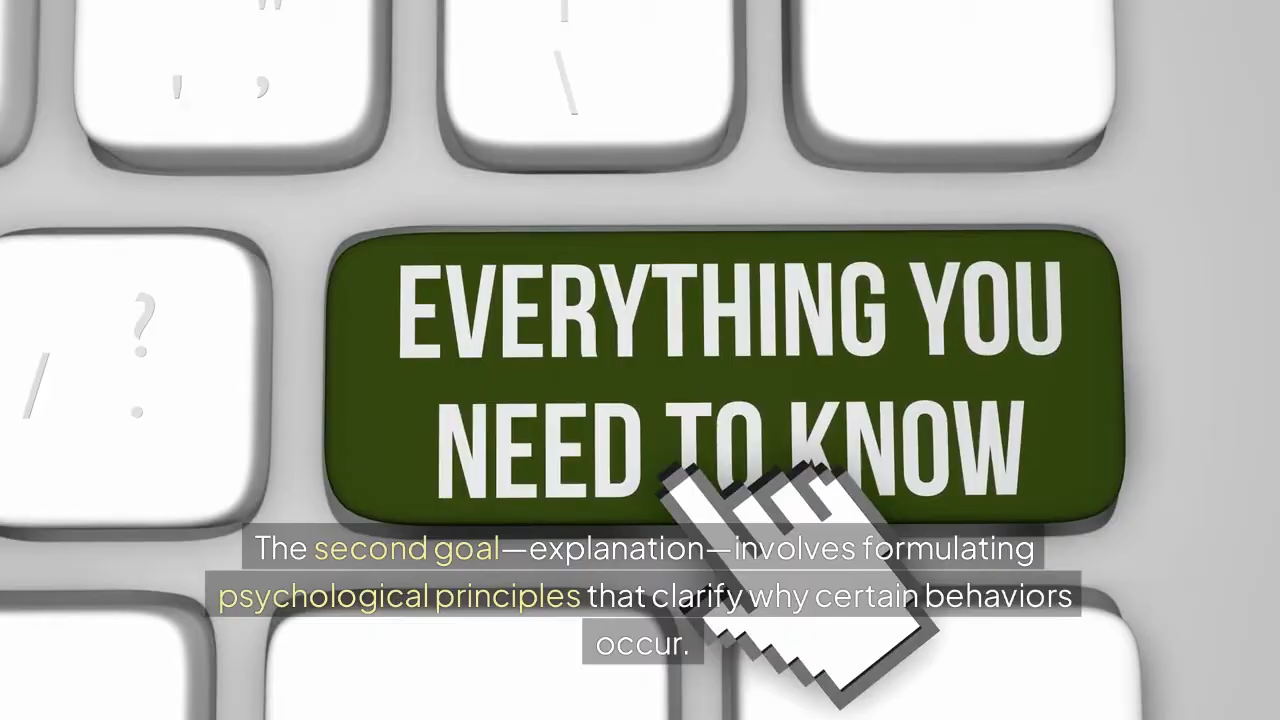 " 
' ,
\
?
/ .
EVERYTHING YOU
NEED TO KNOW
The second goal—explanation—involves formulating
psychological principles that clarify why certain behaviors
occur.